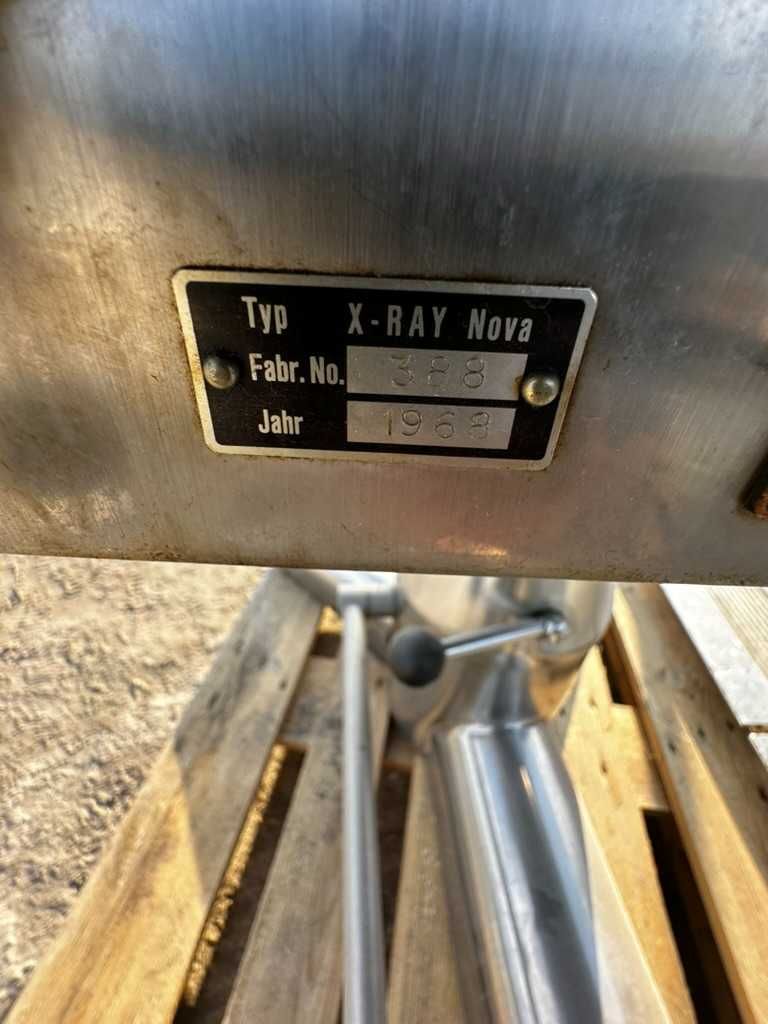 Typ X-RAY Nova
Fabr. No. 388
Jahr 1968